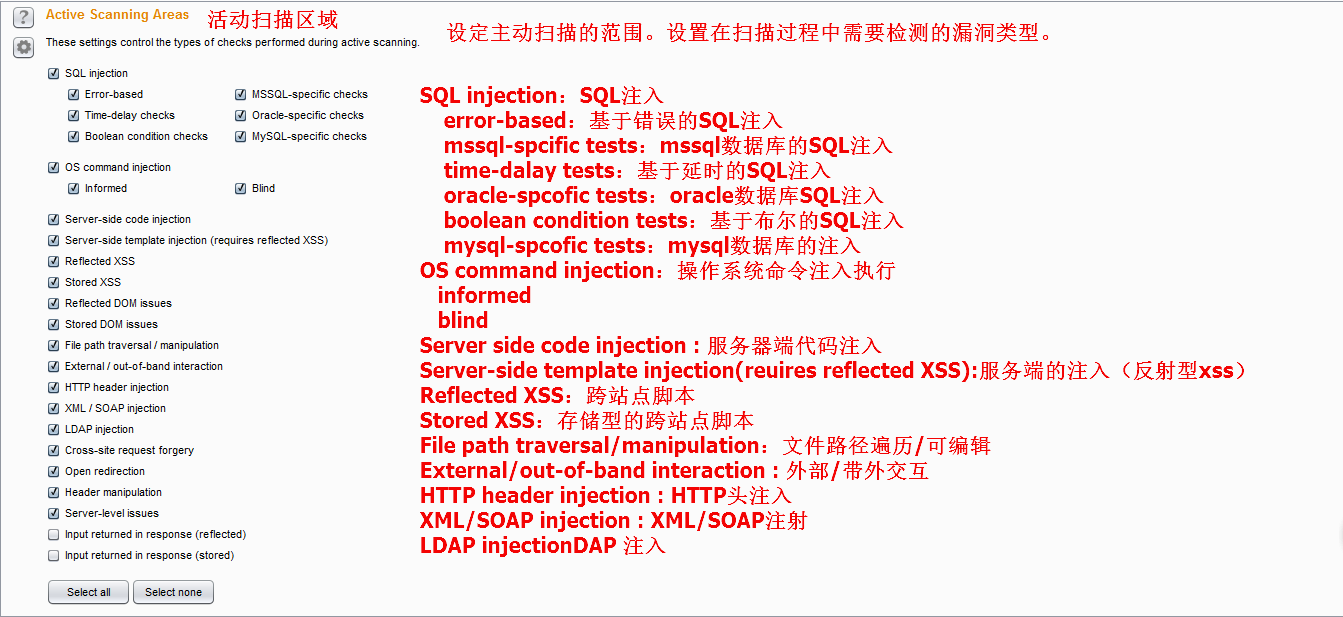 Active Scanning Areas 活动扫描区域
These settings control the types of checks performed during active scanning.
设定主动扫描的范围。设置在扫描过程中需要检测的漏洞类型。
SQL injection
Error-based MSSQL-specific checks
Time-delay checks Oracle-specific checks
Boolean condition checks MySQL-specific checks
OS command injection
Informed Blind
Server-side code injection
Server-side template injection (requires reflected XSS)
Reflected XSS
Stored XSS
Reflected DOM issues
Stored DOM issues
File path traversal / manipulation
External / out-of-band interaction
HTTP header injection
XML / SOAP injection
LDAP injection
Cross-site request forgery
Open redirection
Header manipulation
Server-level issues
Input returned in response (reflected)
Input returned in response (stored)
Select all Select none
SQL injection：SQL注入
error-based：基于错误的SQL注入
mssql-spcific tests：mssql数据库的SQL注入
time-dalay tests：基于延时的SQL注入
oracle-spcofic tests：oracle数据库SQL注入
boolean condition tests：基于布尔的SQL注入
mysql-spcofic tests：mysql数据库的注入
OS command injection：操作系统命令注入执行
informed
blind
Server side code injection : 服务器端代码注入
Server-side template injection(reuires reflected XSS):服务端的注入（反射型xss）
Reflected XSS：跨站点脚本
Stored XSS：存储型的跨站点脚本
File path traversal/manipulation：文件路径遍历/可编辑
External/out-of-band interaction : 外部/带外交互
HTTP header injection : HTTP头注入
XML/SOAP injection : XML/SOAP注射
LDAP injectionDAP 注入